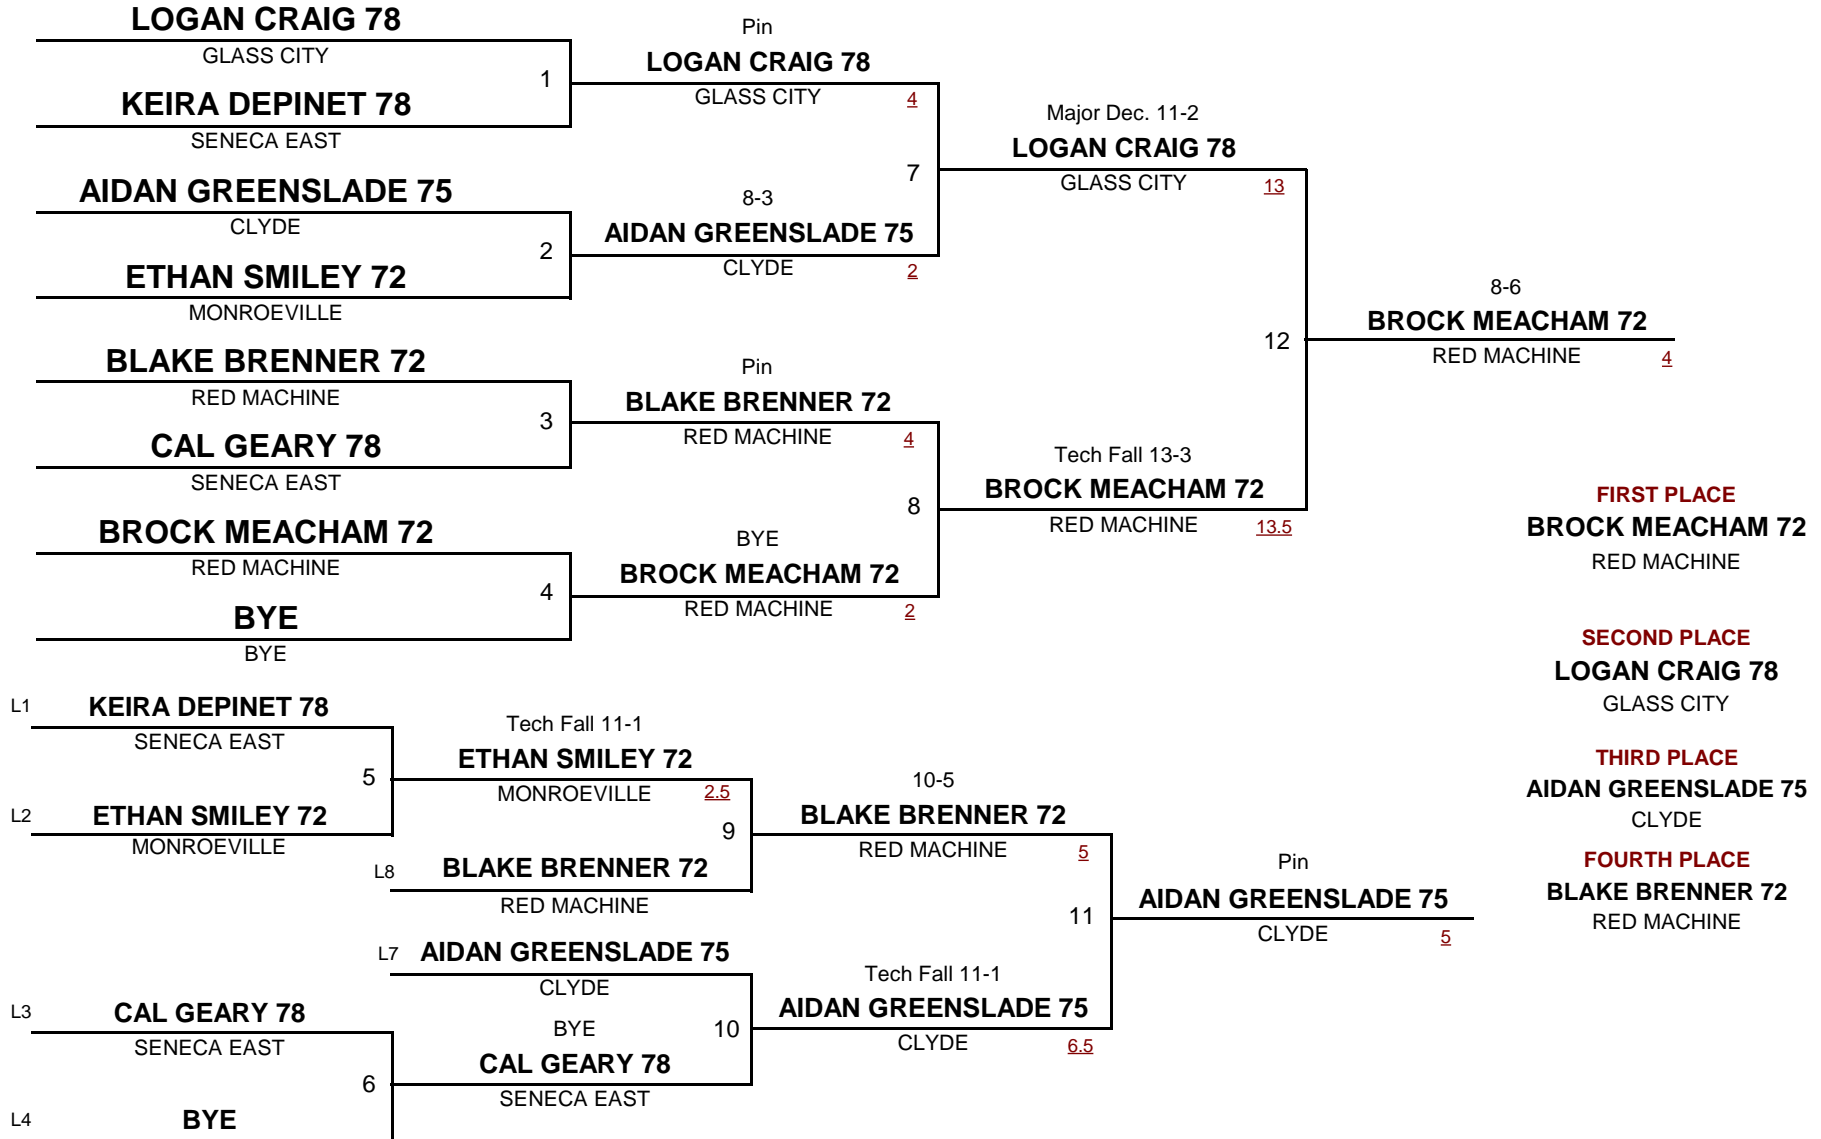 LOGAN CRAIG 78
GLASS CITY
1
KEIRA DEPINET 78
SENECA EAST
AIDAN GREENSLADE 75
CLYDE
2
ETHAN SMILEY 72
MONROEVILLE
BLAKE BRENNER 72
RED MACHINE
3
CAL GEARY 78
SENECA EAST
BROCK MEACHAM 72
RED MACHINE
4
BYE
BYE
Pin
LOGAN CRAIG 78
GLASS CITY 4
7
8-3
AIDAN GREENSLADE 75
CLYDE 2
Pin
BLAKE BRENNER 72
RED MACHINE 4
8
BYE
BROCK MEACHAM 72
RED MACHINE 2
Major Dec. 11-2
LOGAN CRAIG 78
GLASS CITY 13
12
Tech Fall 13-3
BROCK MEACHAM 72
RED MACHINE 13.5
8-6
BROCK MEACHAM 72
RED MACHINE 4
FIRST PLACE
BROCK MEACHAM 72
RED MACHINE
SECOND PLACE
LOGAN CRAIG 78
GLASS CITY
THIRD PLACE
AIDAN GREENSLADE 75
CLYDE
FOURTH PLACE
BLAKE BRENNER 72
RED MACHINE
L1 KEIRA DEPINET 78
SENECA EAST
5
L2 ETHAN SMILEY 72
MONROEVILLE
L3 CAL GEARY 78
SENECA EAST
6
L4 BYE
Tech Fall 11-1
ETHAN SMILEY 72
MONROEVILLE 2.5
9
L8 BLAKE BRENNER 72
RED MACHINE
L7 AIDAN GREENSLADE 75
CLYDE
BYE 10
CAL GEARY 78
SENECA EAST
10-5
BLAKE BRENNER 72
RED MACHINE 5
11
Tech Fall 11-1
AIDAN GREENSLADE 75
CLYDE 6.5
Pin
AIDAN GREENSLADE 75
CLYDE 5